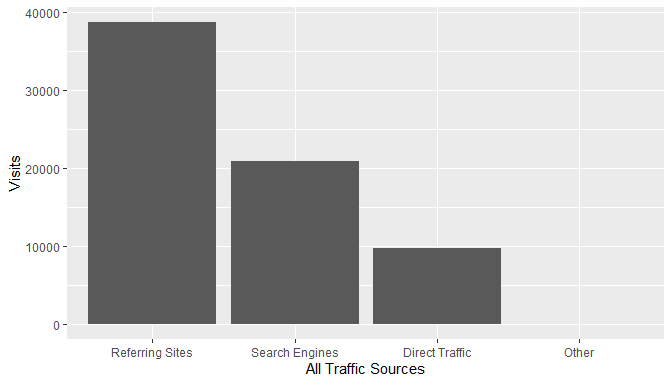 40000
30000
20000
10000
0
Visits
Referring Sites Search Engines Direct Traffic Other
All Traffic Sources